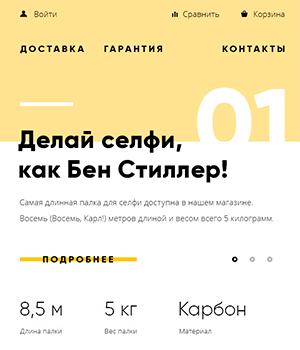 Войти Сравнить Корзина
ДОСТАВКА ГАРАНТИЯ КОНТАКТЫ
01
Делай селфи,
как Бен Стиллер!
Самая длинная палка для селфи доступна в нашем магазине.
Восемь (Восемь, Карл!) метров длиной и весом всего 5 килограмм.
ПОДРОБНЕЕ
8,5 м 5 кг Карбон
Длина палки Вес палки Материал